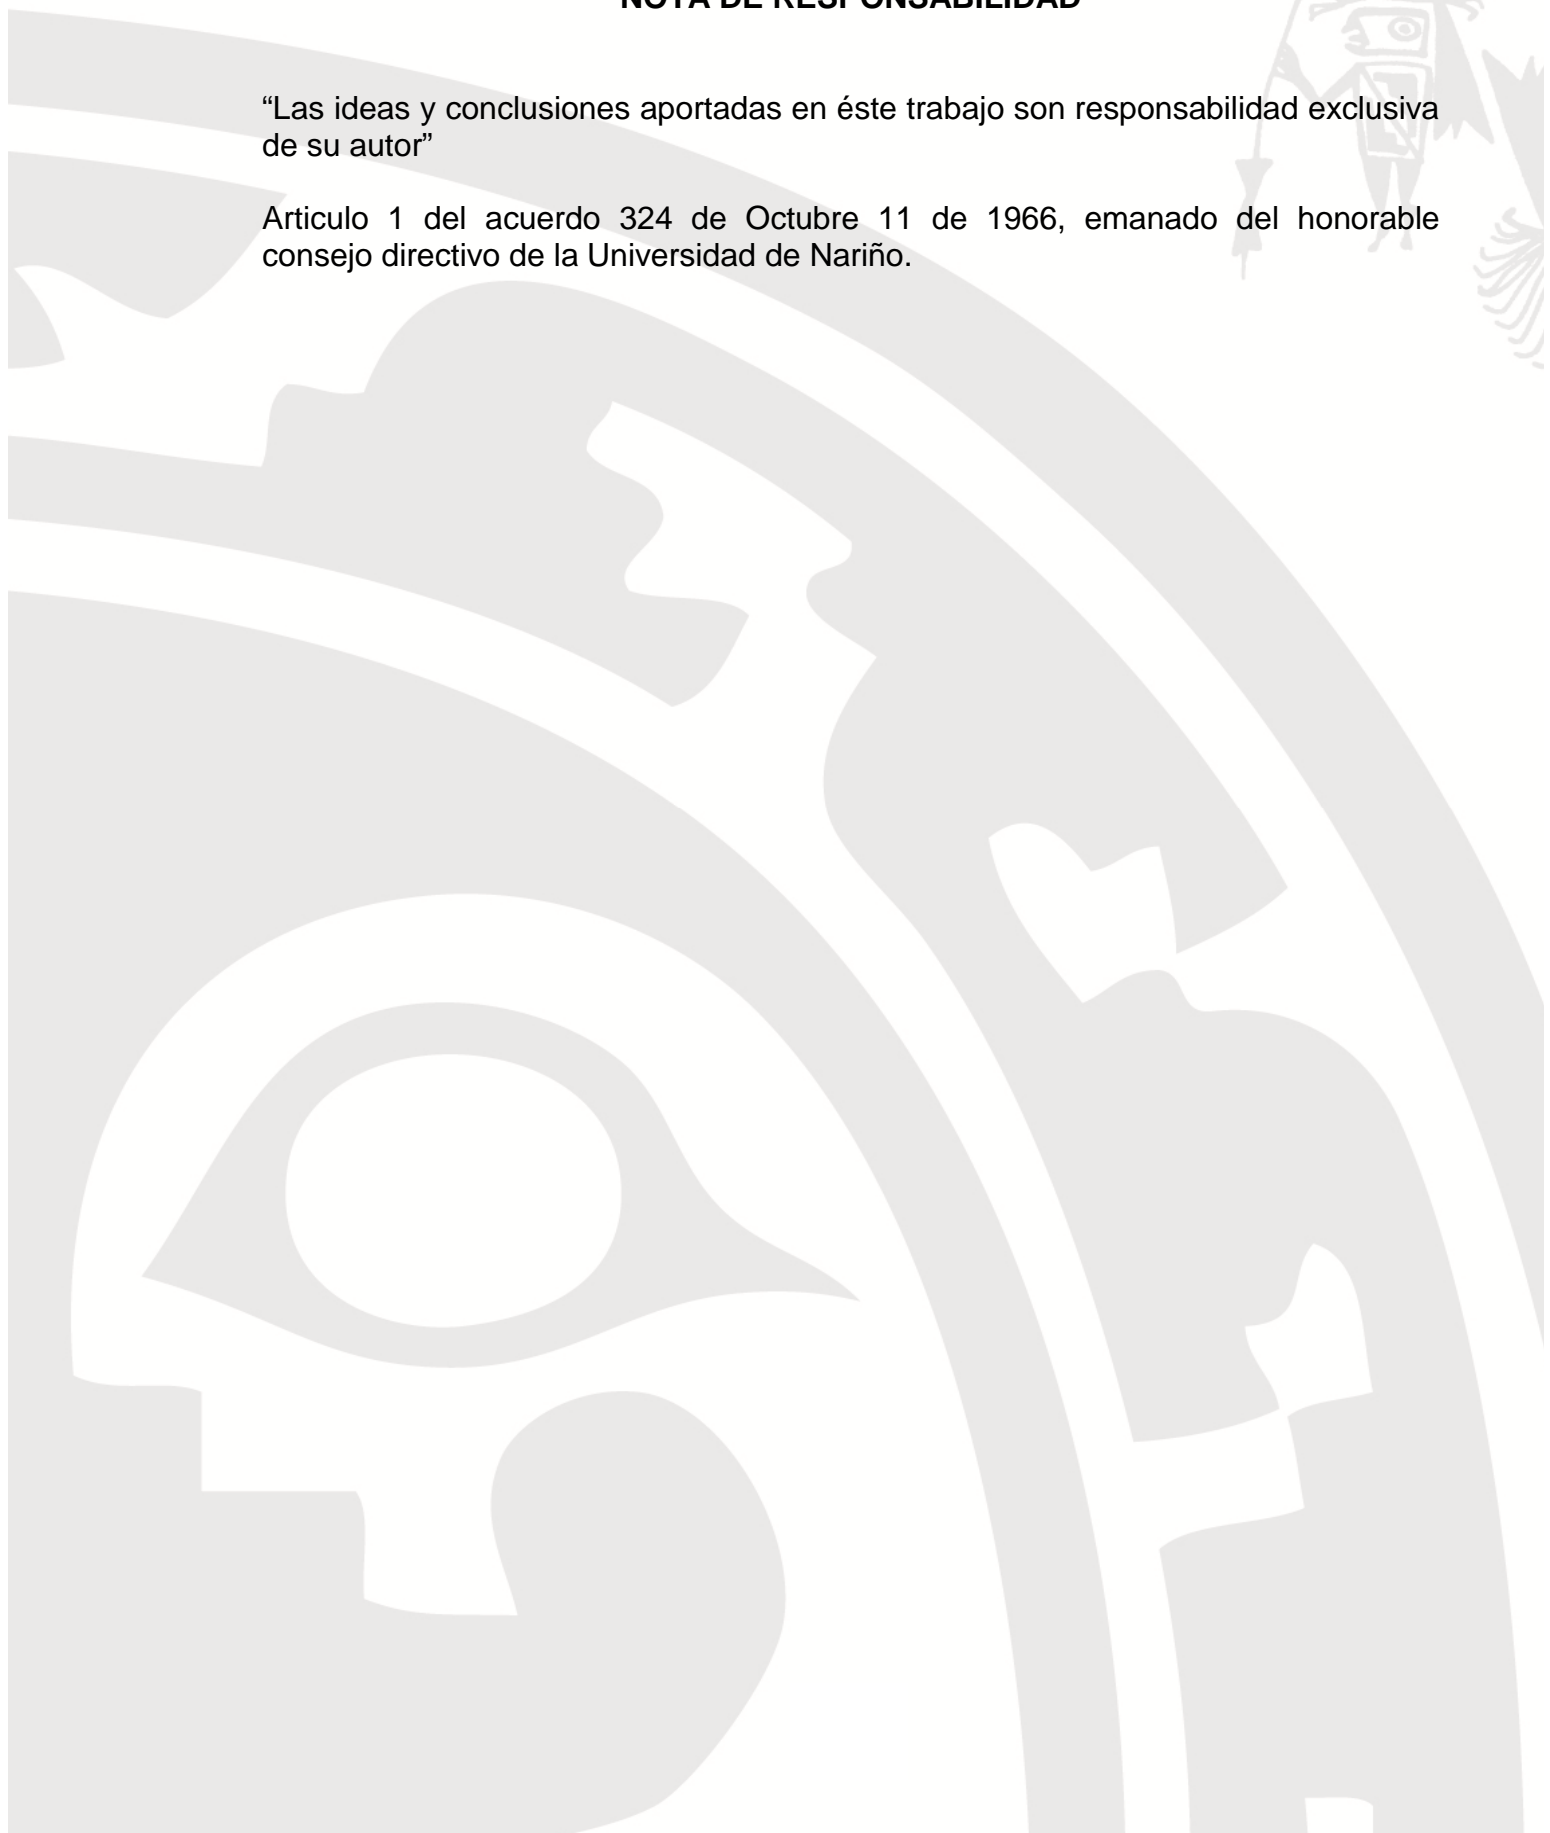 NOTA DE RESPONSABILIDAD
“Las ideas y conclusiones aportadas en éste trabajo son responsabilidad exclusiva
de su autor”
Articulo 1 del acuerdo 324 de Octubre 11 de 1966, emanado del honorable
consejo directivo de la Universidad de Nariño.